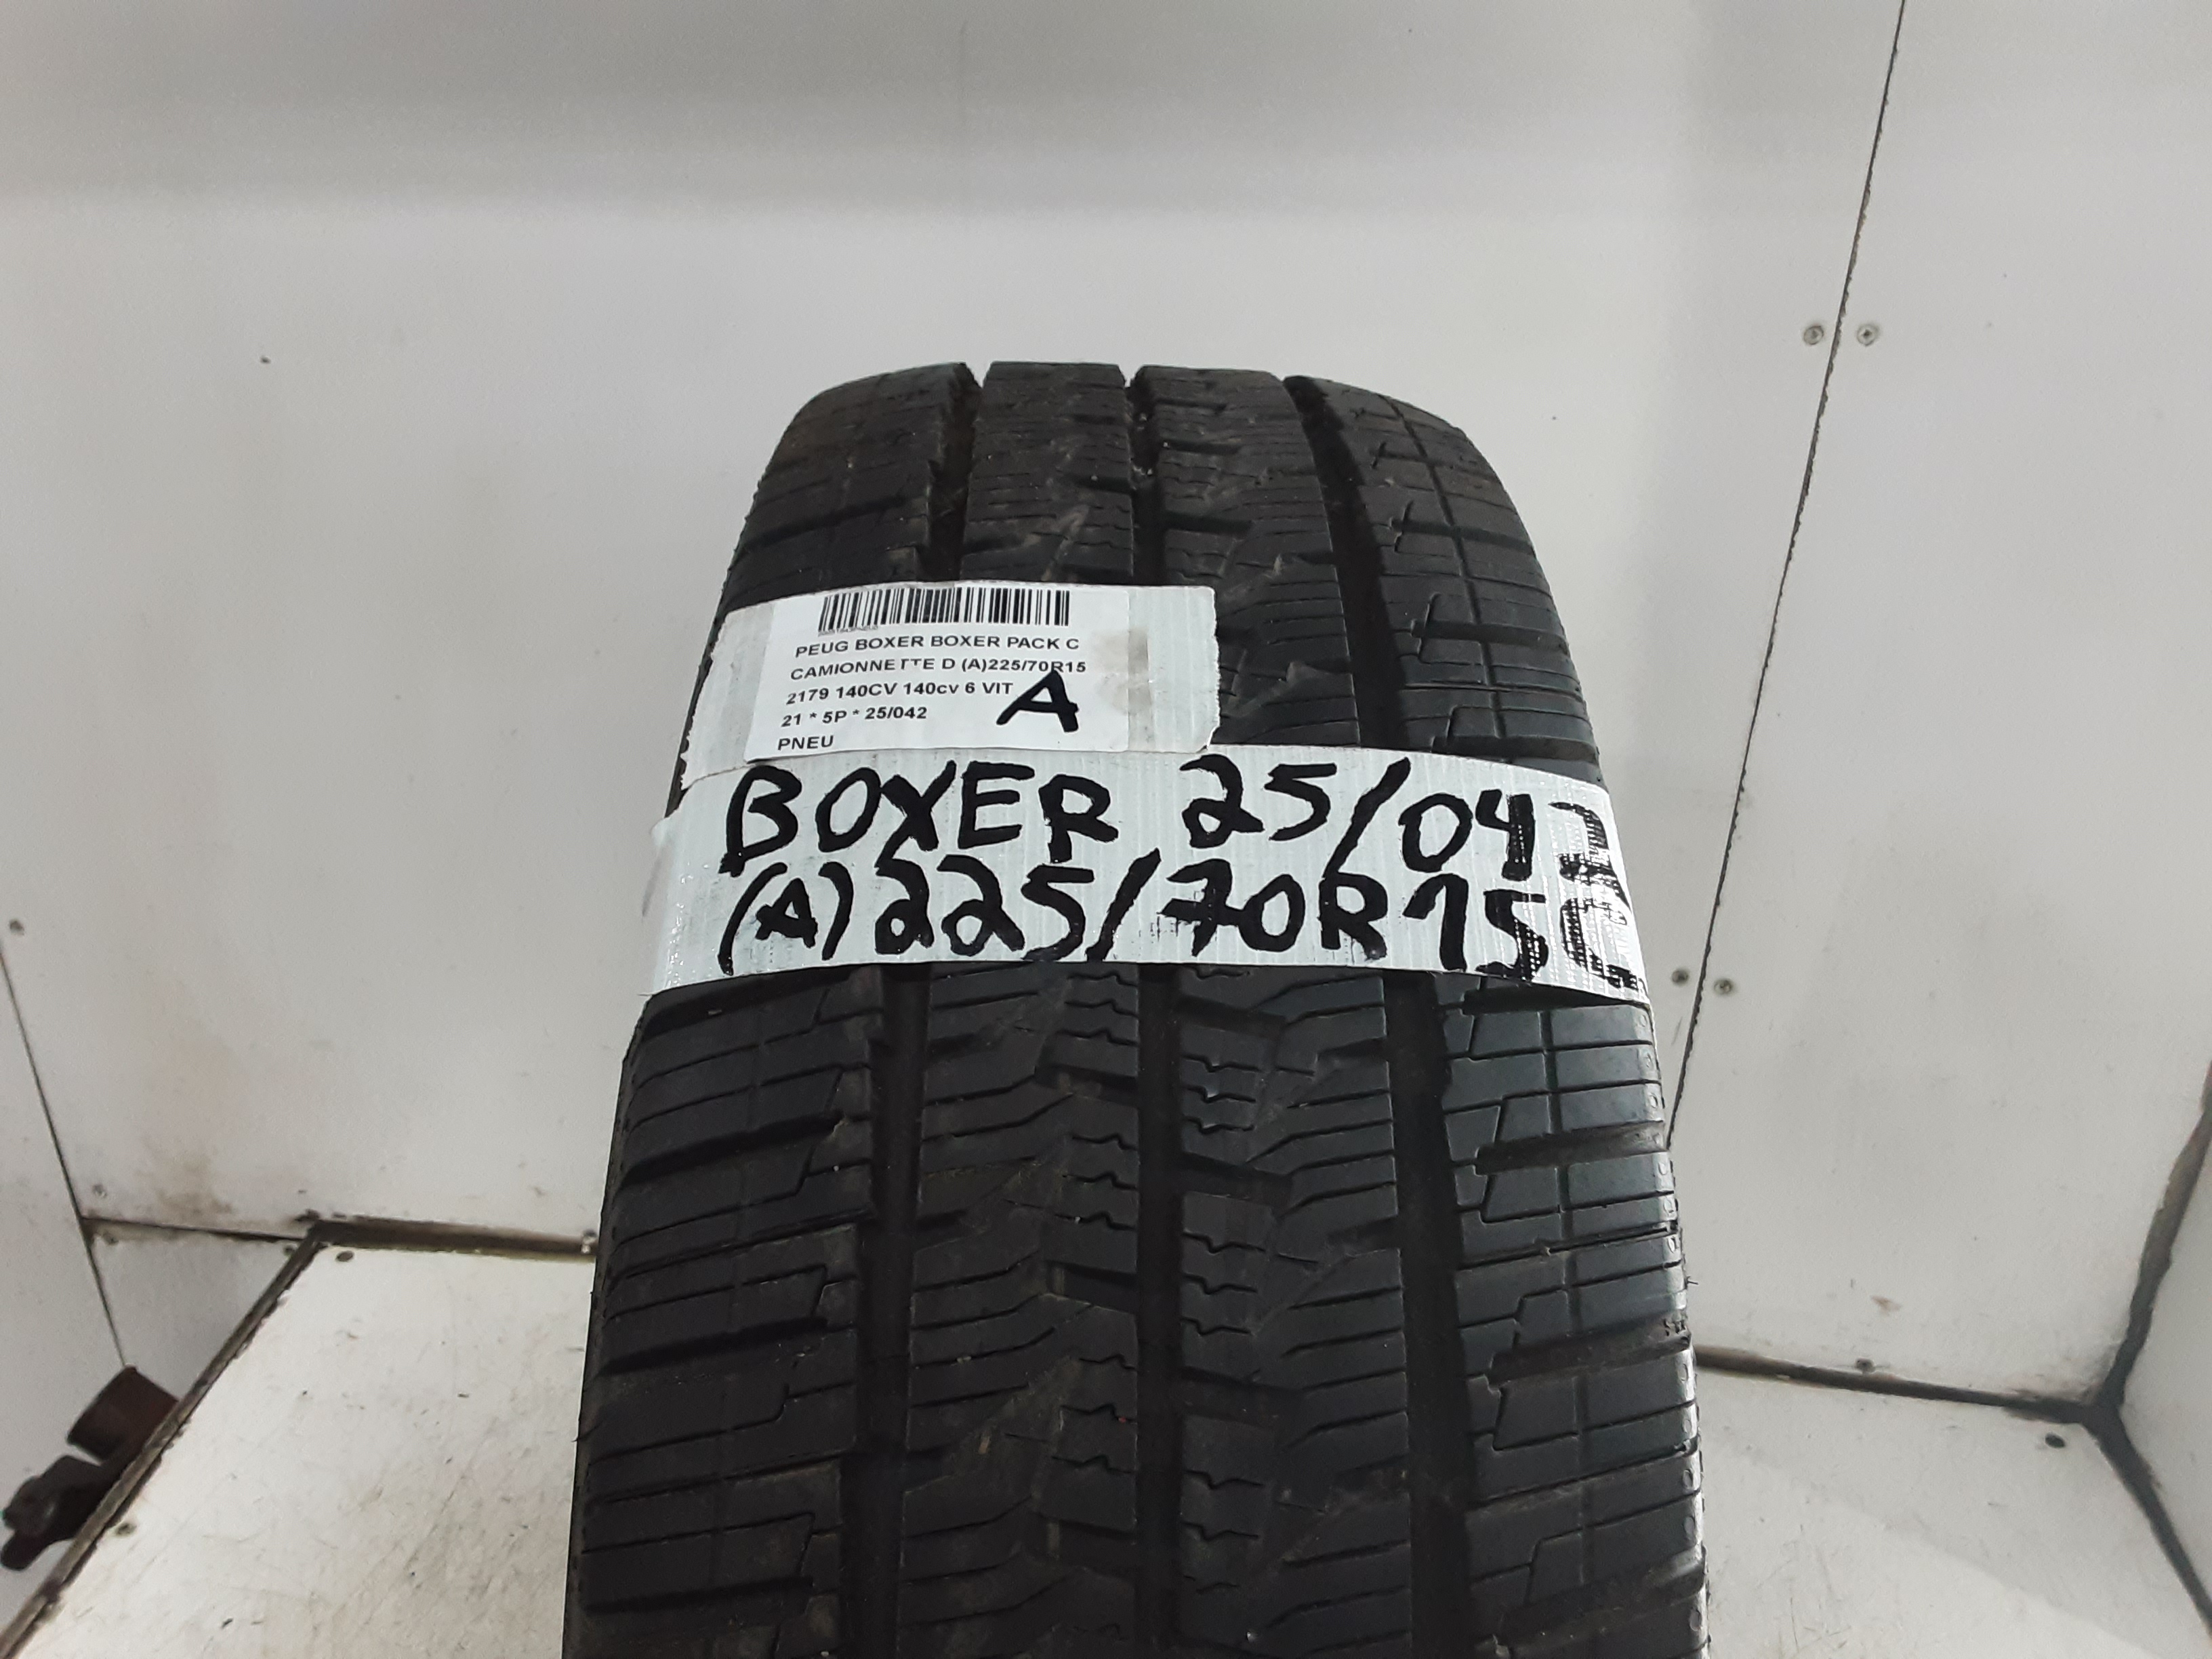 PEUG BOXER BOXER PACK C
CAMIONNETTE D (A)225/70R15
2179 140CV 140cv 6 VIT
21 * 5P * 25/042
PNEU
A
BOXER 25/042
(A) 225/70R15C